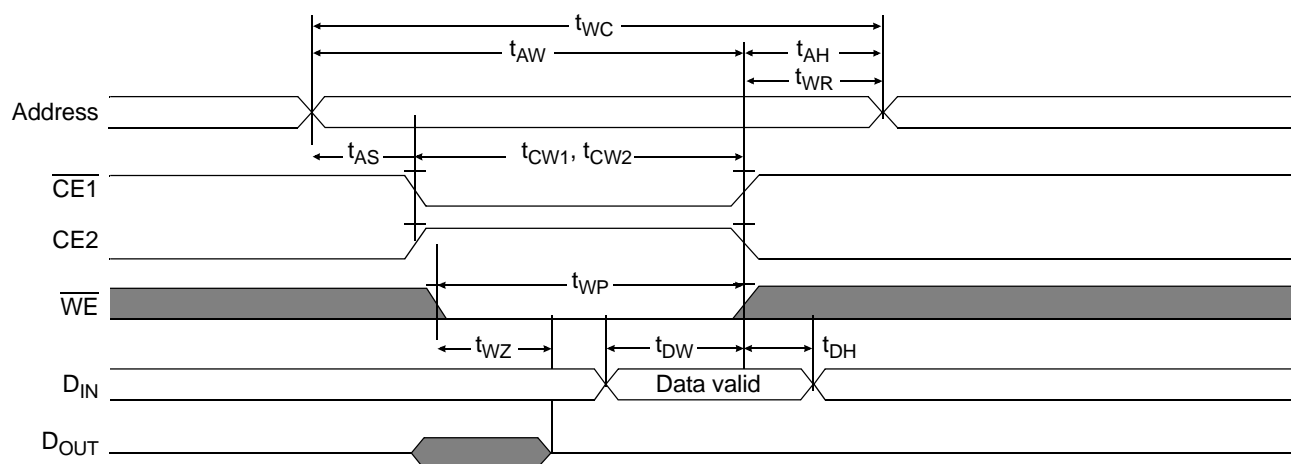 tWC
tAW tAH
tWR
Address
tAS tCW1, tCW2
CE1
CE2
tWP
WE
tWZ tDW tDH
DIN Data valid
DOUT